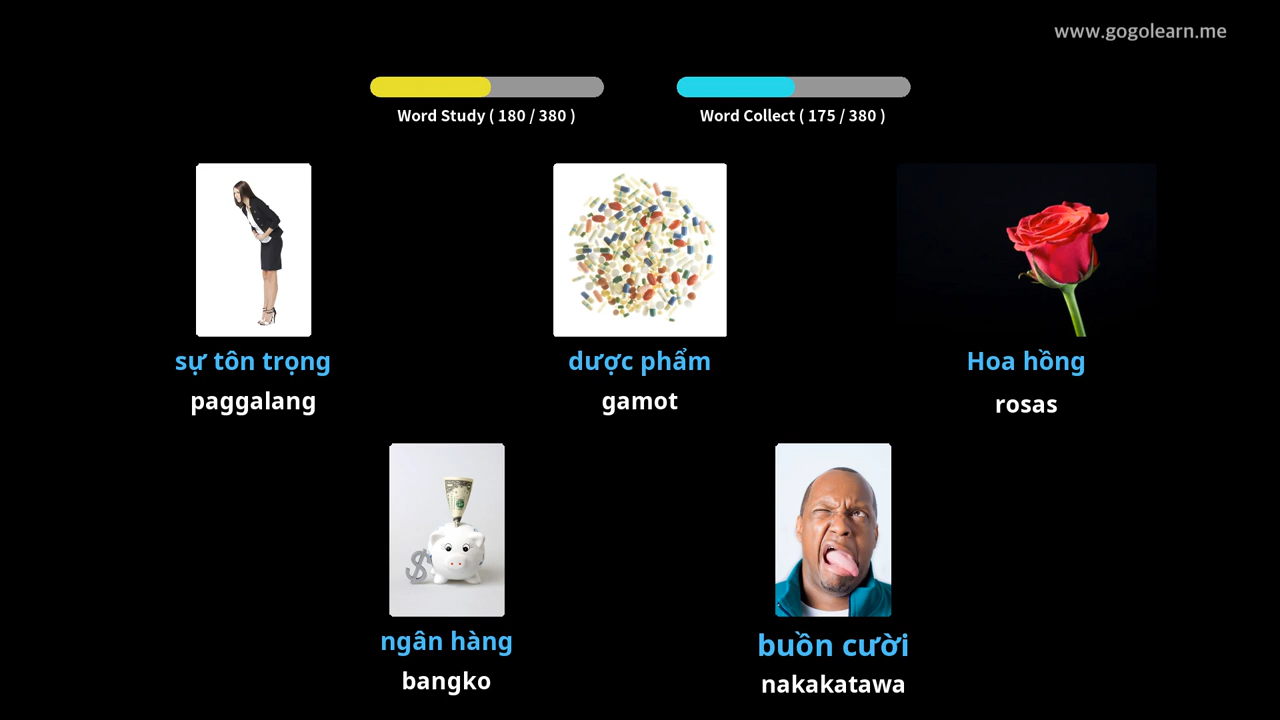 www.gogolearn.me
Word Study ( 180 / 380 )
Word Collect ( 175 / 380 )
sự tôn trọng
paggalang
dược phẩm
gamot
Hoa hồng
rosas
ngân hàng
bangko
buồn cười
nakakatawa